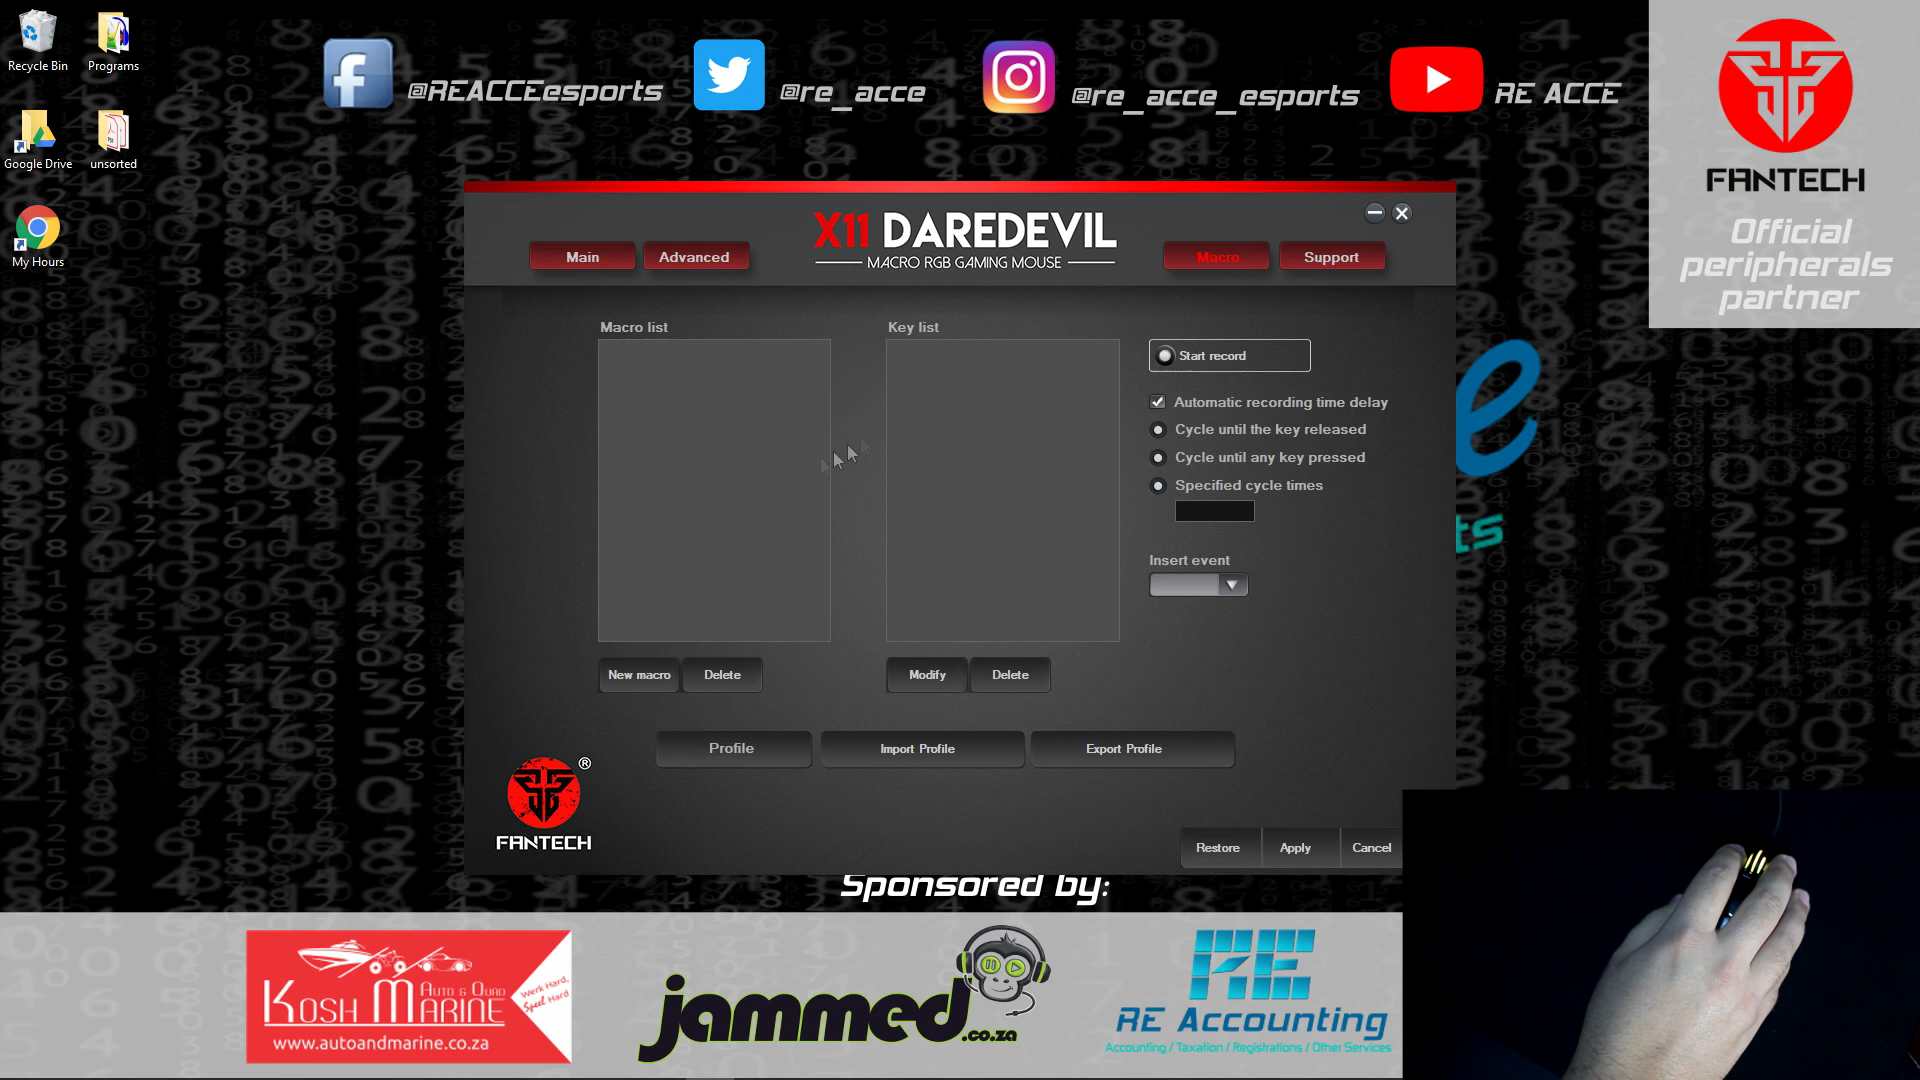 Recycle Bin
Programs
Google Drive
unsorted
My Hours
@REACCEesports
@re_acce
@re_acce_esports
RE ACCE
FANTECH
Official
peripherals
partner
X11 DAREDEVIL
MACRO RGB GAMING MOUSE
Main
Advanced
Macro
Support
Macro list
Key list
Start record
Automatic recording time delay
Cycle until the key released
Cycle until any key pressed
Specified cycle times
Insert event
New macro
Delete
Modify
Delete
Profile
Import Profile
Export Profile
®
FANTECH
Restore
Apply
Cancel
e
ts
Sponsored by:
KOSH MARINE
AUTO & QUAD
Werk Hard,
Speel Hard
www.autoandmarine.co.za
jammed
.co.za
RE
RE Accounting
Accounting / Taxation / Registrations / Other Services